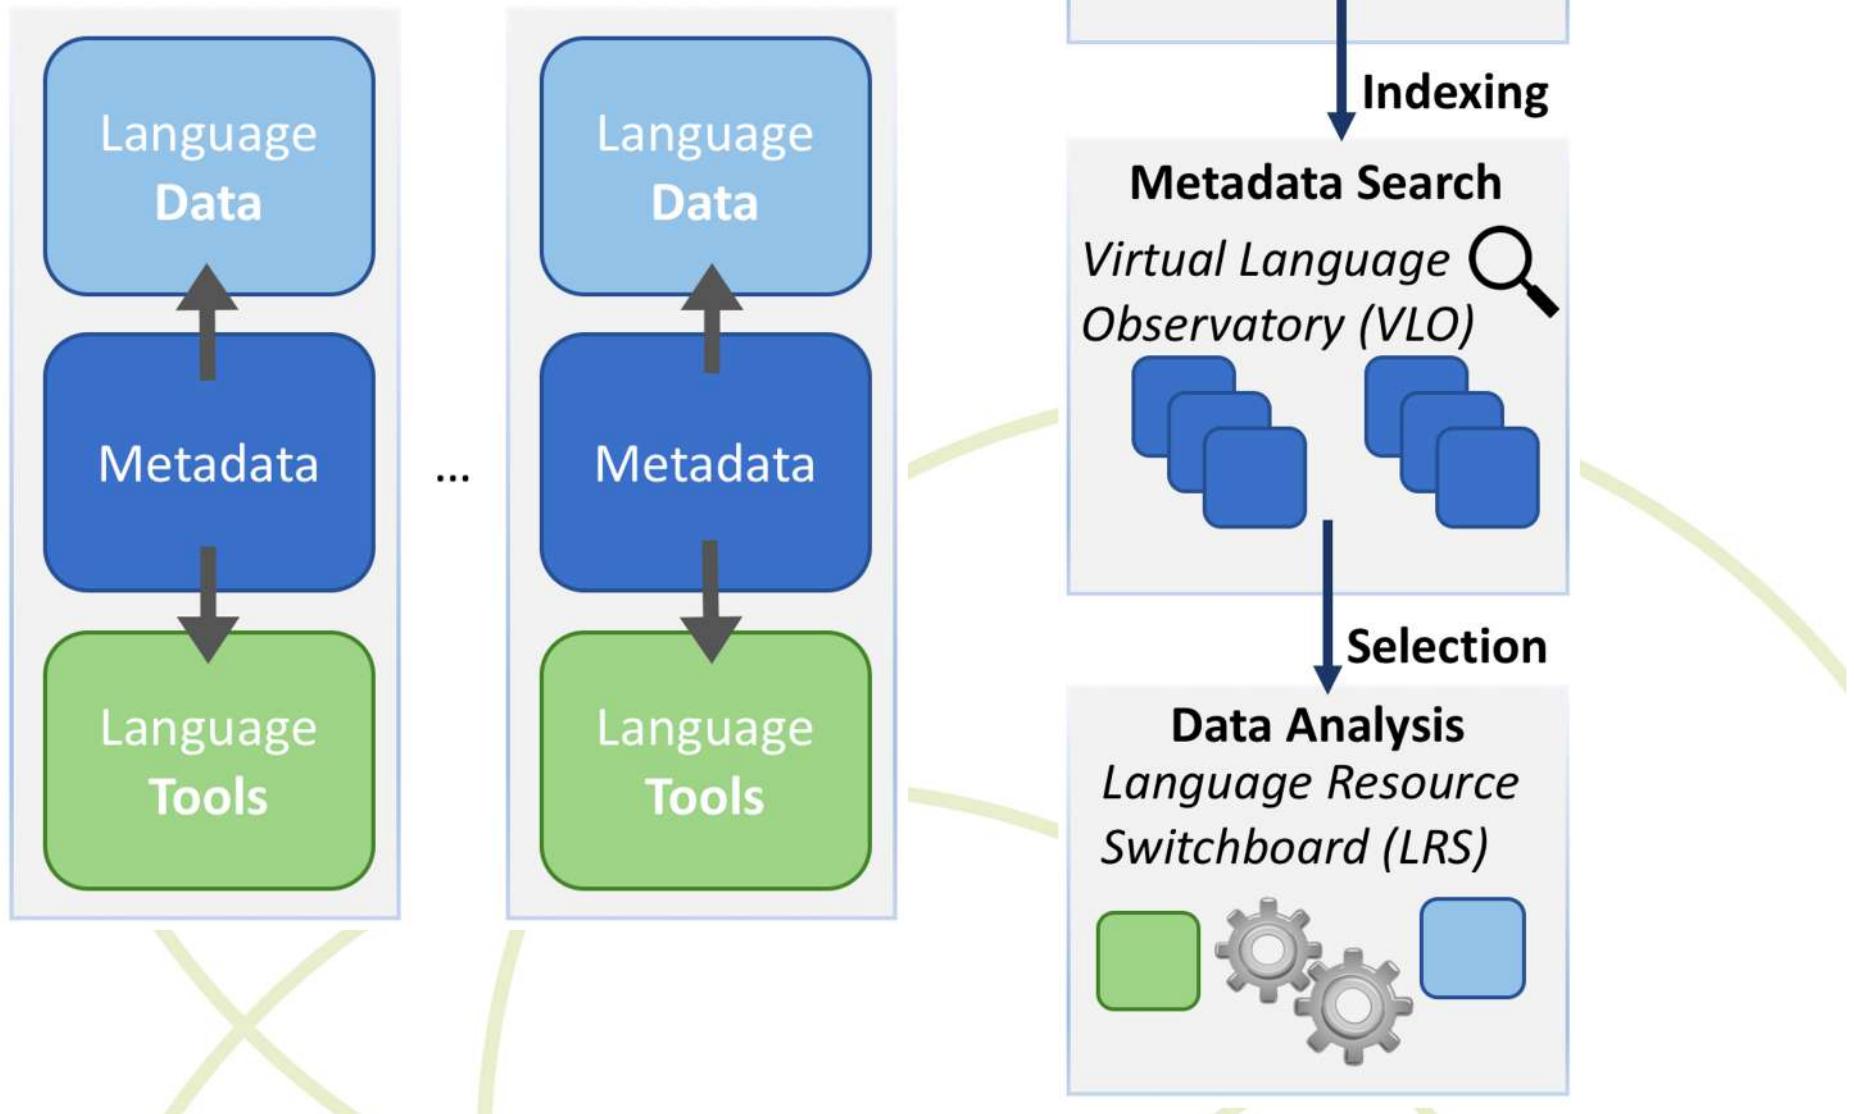 Language
Data
Metadata
Language
Tools
...
Language
Data
Metadata
Language
Tools
Indexing
Metadata Search
Virtual Language
Observatory (VLO)
Selection
Data Analysis
Language Resource
Switchboard (LRS)